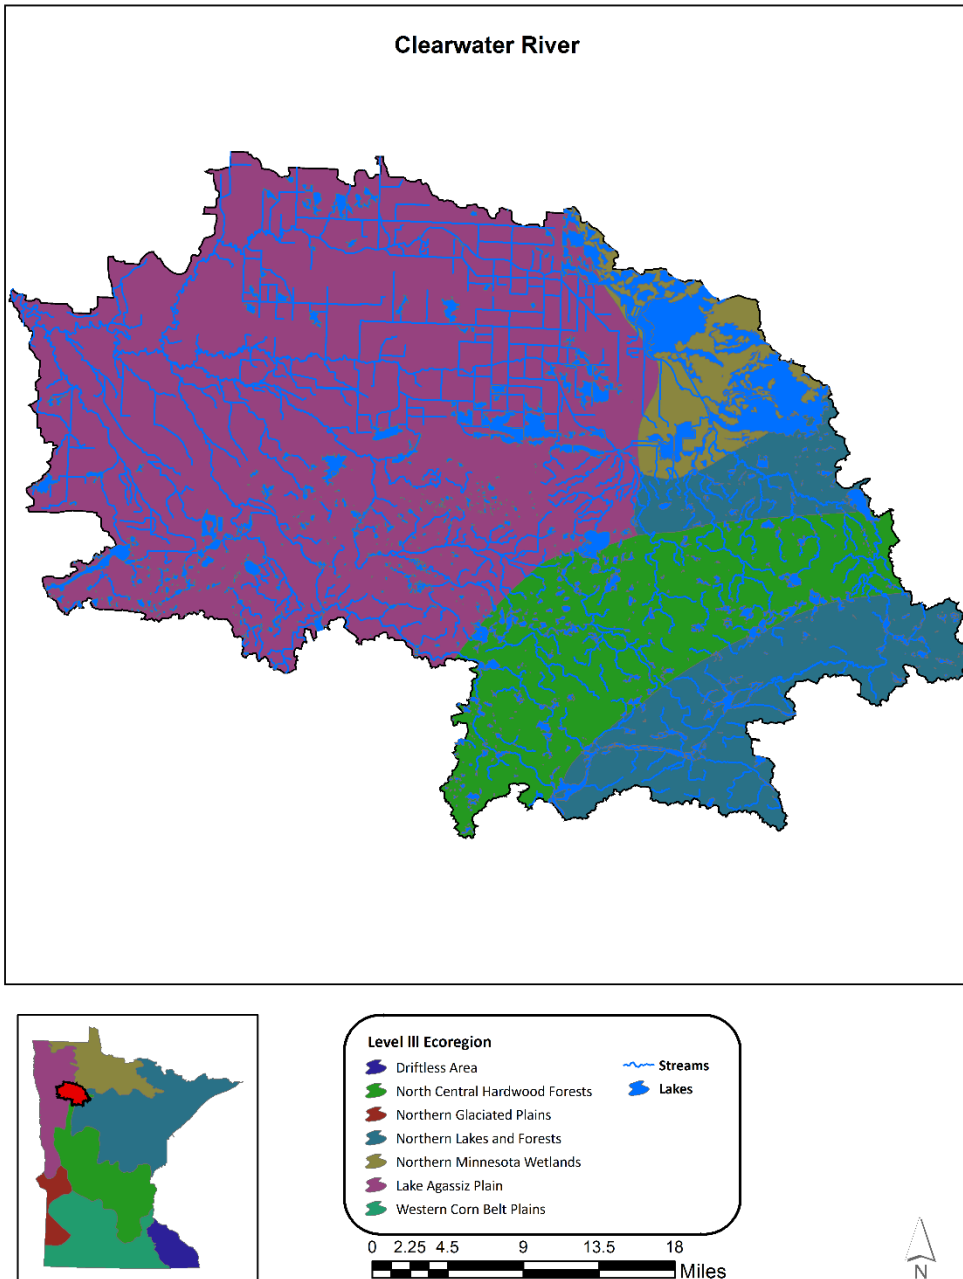 Clearwater River
Level III Ecoregion
Driftless Area
North Central Hardwood Forests
Northern Glaciated Plains
Northern Lakes and Forests
Northern Minnesota Wetlands
Lake Agassiz Plain
Western Corn Belt Plains
Streams
Lakes
0 2.25 4.5 9 13.5 18
Miles
N